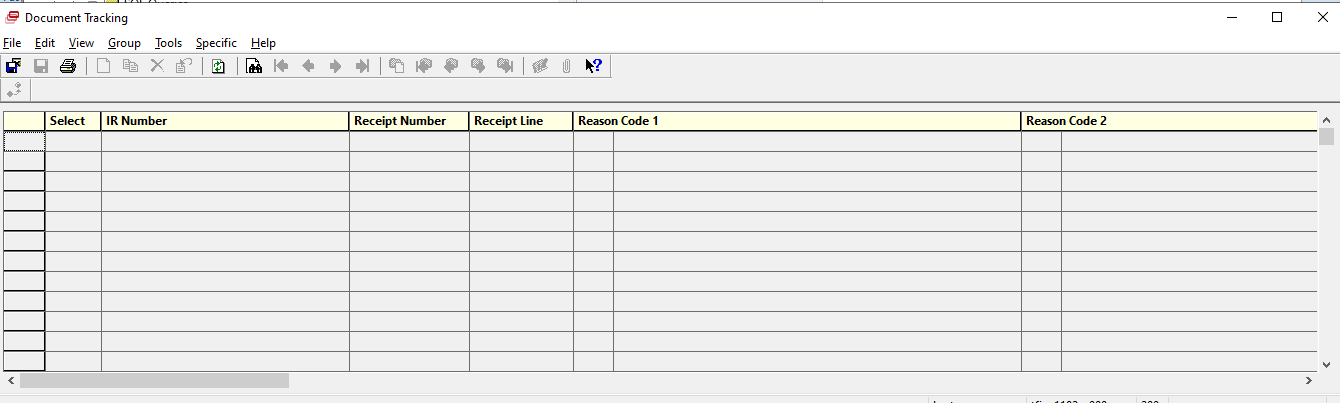 Document Tracking
File Edit View Group Tools Specific Help
Select IR Number Receipt Number Receipt Line Reason Code 1 Reason Code 2